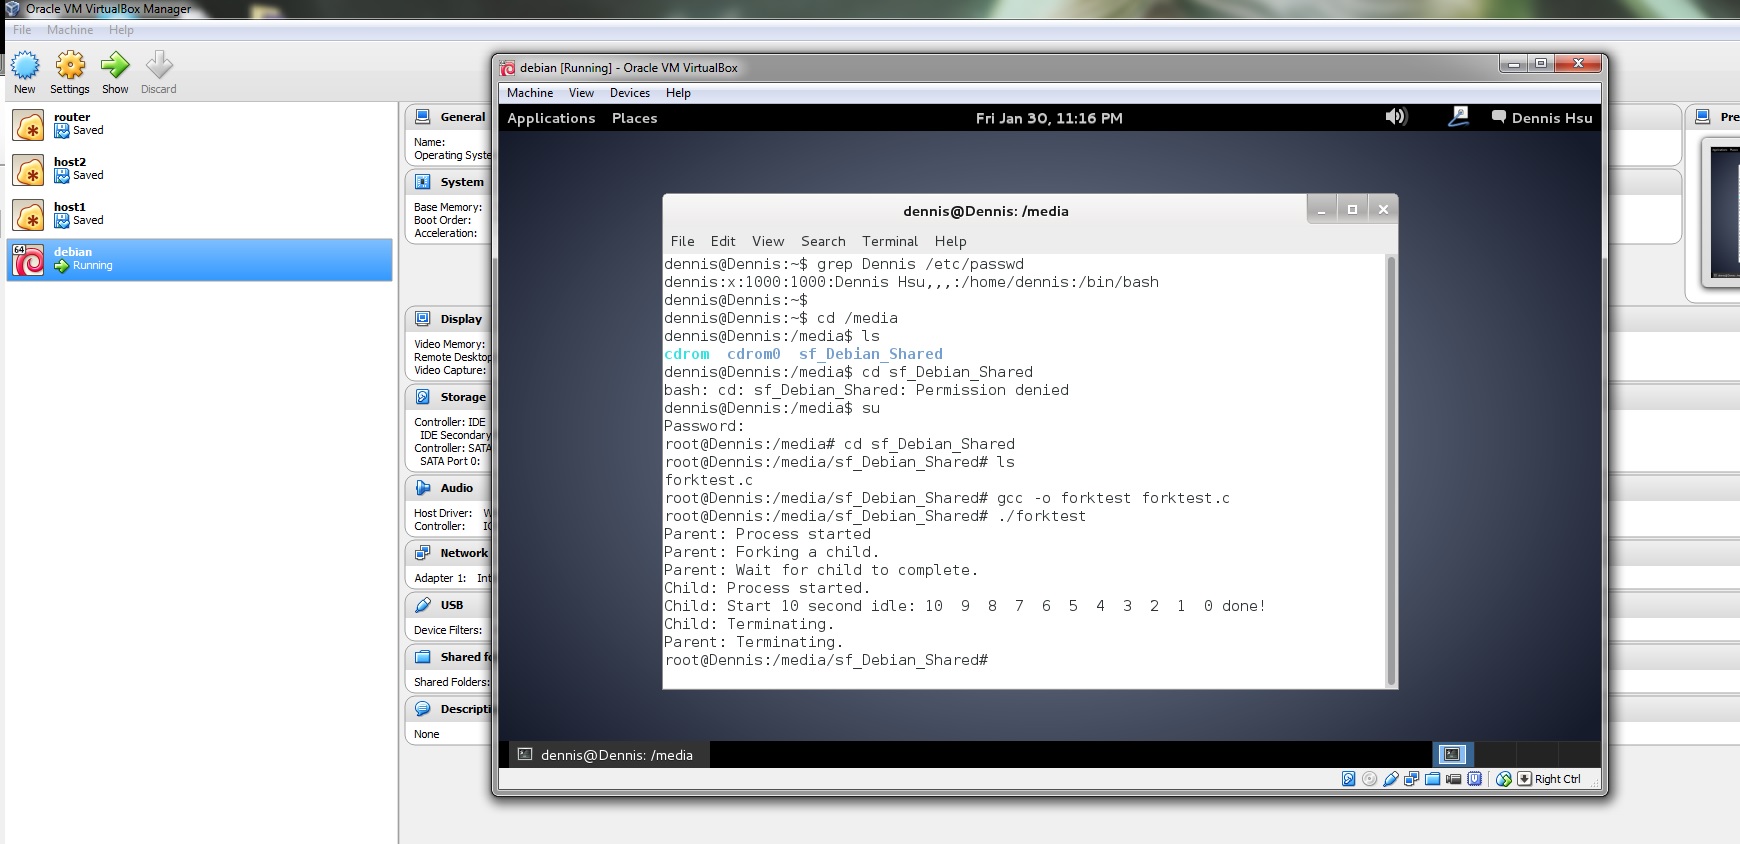 Oracle VM VirtualBox Manager
File Machine Help
New Settings Show Discard
router
Saved
host2
Saved
host1
Saved
64
debian
Running
General
Name:
Operating Syste
System
Base Memory:
Boot Order:
Acceleration:
Display
Video Memory:
Remote Desktop
Video Capture:
Storage
Controller: IDE
IDE Secondary
Controller: SATA
SATA Port 0:
Audio
Host Driver: W
Controller: IC
Network
Adapter 1: Int
USB
Device Filters:
Shared fo
Shared Folders:
Descripti
None
Pre
debian [Running] - Oracle VM VirtualBox
Machine View Devices Help
Applications Places Fri Jan 30, 11:16 PM Dennis Hsu
dennis@Dennis: /media
File Edit View Search Terminal Help
dennis@Dennis:~$ grep Dennis /etc/passwd
dennis:x:1000:1000:Dennis Hsu,,,:/home/dennis:/bin/bash
dennis@Dennis:~$
dennis@Dennis:~$ cd /media
dennis@Dennis:/media$ ls
cdrom cdrom0 sf_Debian_Shared
dennis@Dennis:/media$ cd sf_Debian_Shared
bash: cd: sf_Debian_Shared: Permission denied
dennis@Dennis:/media$ su
Password:
root@Dennis:/media# cd sf_Debian_Shared
root@Dennis:/media/sf_Debian_Shared# ls
forktest.c
root@Dennis:/media/sf_Debian_Shared# gcc -o forktest forktest.c
root@Dennis:/media/sf_Debian_Shared# ./forktest
Parent: Process started
Parent: Forking a child.
Parent: Wait for child to complete.
Child: Process started.
Child: Start 10 second idle: 10 9 8 7 6 5 4 3 2 1 0 done!
Child: Terminating.
Parent: Terminating.
root@Dennis:/media/sf_Debian_Shared#
dennis@Dennis: /media
Right Ctrl